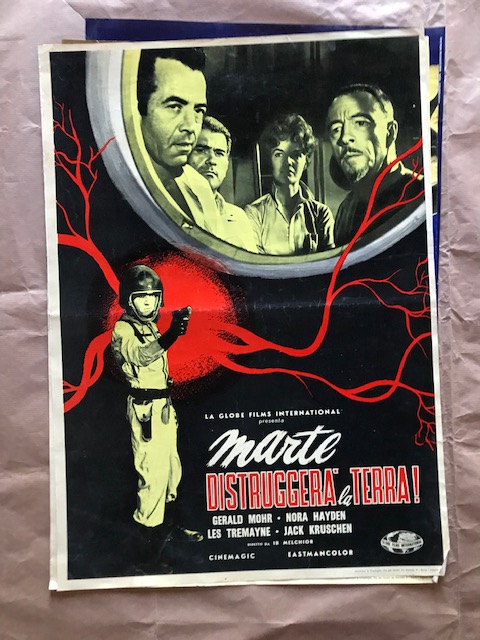 LA GLOBE FILMS INTERNATIONAL
presenta
Marte
DISTRUGGERÀ la TERRA!
GERALD MOHR · NORA HAYDEN
LES TREMAYNE · JACK KRUSCHEN
DIRETTO DA IB MELCHIOR
CINEMAGIC EASTMANCOLOR